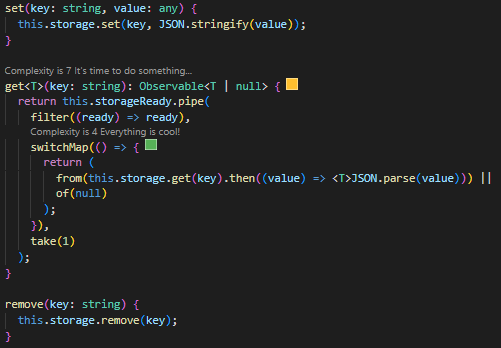 set(key: string, value: any) {
  this.storage.set(key, JSON.stringify(value));
}
Complexity is 7 It's time to do something...
get<T>(key: string): Observable<T | null> {
  return this.storageReady.pipe(
    filter((ready) => ready),
    Complexity is 4 Everything is cool!
    switchMap(() => {
      return (
        from(this.storage.get(key).then((value) => <T>JSON.parse(value))) ||
        of(null)
      );
    }),
    take(1)
  );
}
remove(key: string) {
  this.storage.remove(key);
}